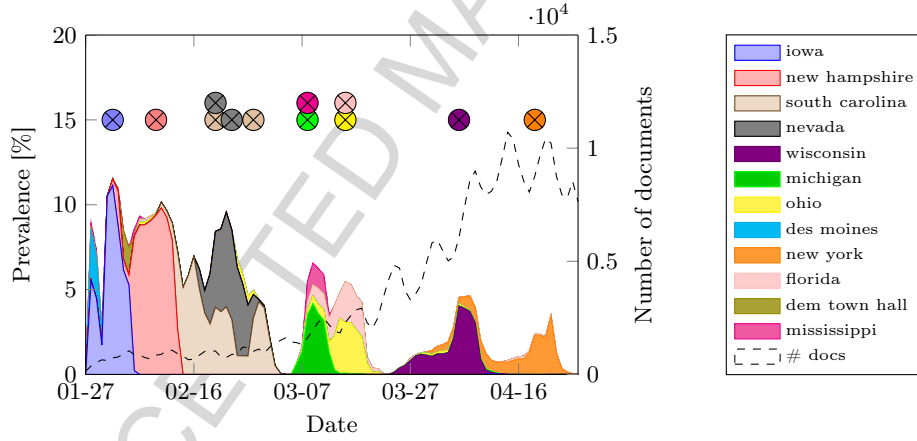 ·10⁴
20
15
10
5
0
Prevalence [%]
1.5
1
0.5
0
Number of documents
01-27
02-16
03-07
03-27
04-16
Date
iowa
new hampshire
south carolina
nevada
wisconsin
michigan
ohio
des moines
new york
florida
dem town hall
mississippi
# docs
CCEPTED MA